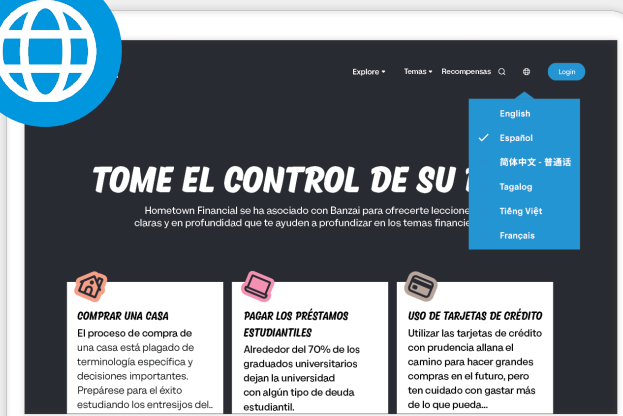 Explore
Temas
Recompensas
Login
English
Español
简体中文 - 普通话
Tagalog
Tiếng Việt
Français
TOME EL CONTROL DE SU
Hometown Financial se ha asociado con Banzai para ofrecerte
claras y en profundidad que te ayuden a profundizar en los temas
COMPRAR UNA CASA
El proceso de compra de
una casa está plagado de
terminología específica y
decisiones importantes.
Prepárese para el éxito
estudiando los entresijos del..
PAGAR LOS PRÉSTAMOS
ESTUDIANTILES
Alrededor del 70% de los
graduados universitarios
dejan la universidad
con algún tipo de deuda
estudiantil.
USO DE TARJETAS DE CRÉDITO
Utilizar las tarjetas de crédito
con prudencia allana el
camino para hacer grandes
compras en el futuro, pero
ten cuidado con gastar más
de lo que pueda...